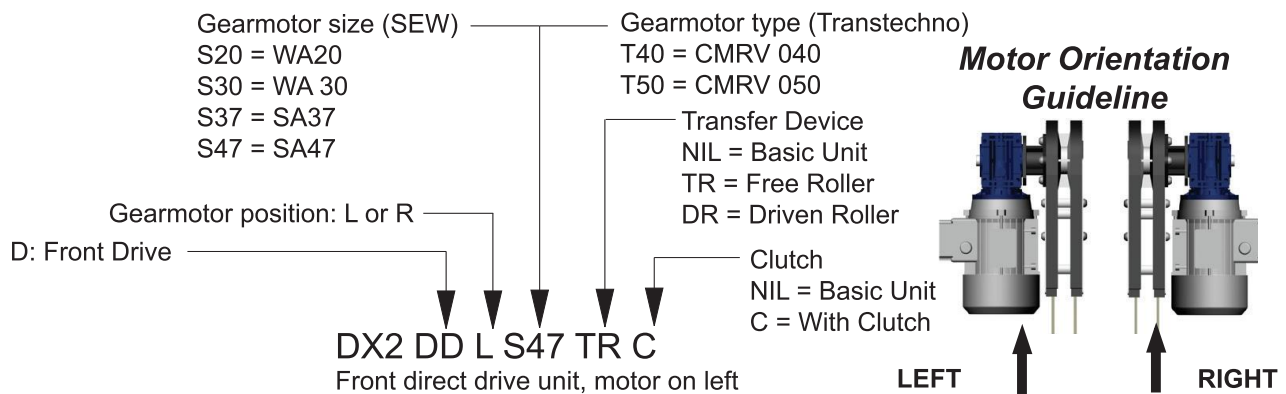 Gearmotor size (SEW)
S20 = WA20
S30 = WA 30
S37 = SA37
S47 = SA47
Gearmotor type (Transtechno)
T40 = CMRV 040
T50 = CMRV 050
Transfer Device
NIL = Basic Unit
TR = Free Roller
DR = Driven Roller
Gearmotor position: L or R
D: Front Drive
Clutch
NIL = Basic Unit
C = With Clutch
DX2 DD L S47 TR C
Front direct drive unit, motor on left
Motor Orientation
Guideline
LEFT
RIGHT